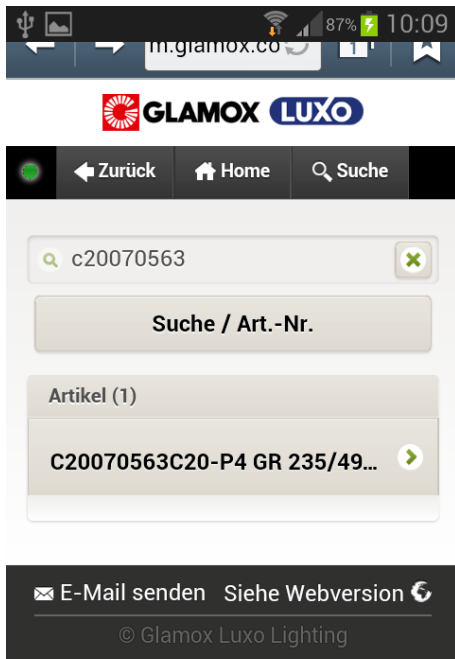 87% 10:09
m.glamox.co 1
GLAMOX LUXO
Zurück Home Suche
c20070563
Suche / Art.-Nr.
Artikel (1)
C20070563C20-P4 GR 235/49...
E-Mail senden Siehe Webversion
© Glamox Luxo Lighting